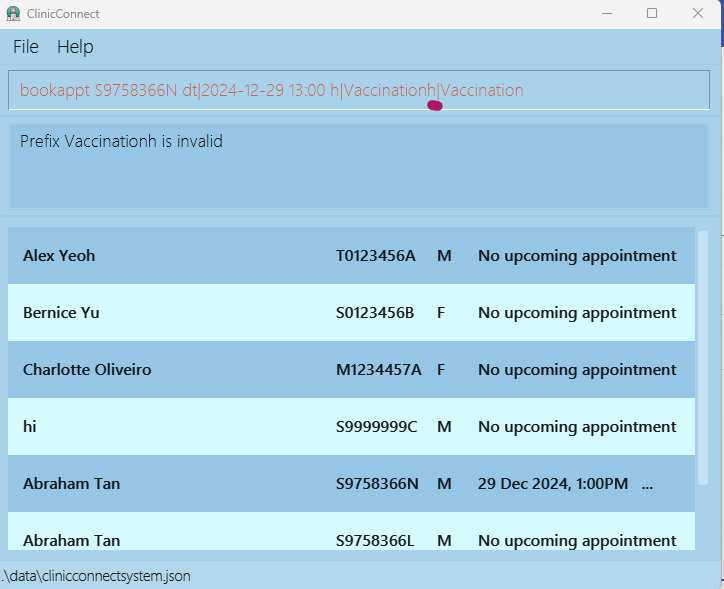 ClinicConnect
File Help
bookappt S9758366N dt|2024-12-29 13:00 h|Vaccinationh|Vaccination
Prefix Vaccinationh is invalid
Alex Yeoh T0123456A M No upcoming appointment
Bernice Yu S0123456B F No upcoming appointment
Charlotte Oliveiro M1234457A F No upcoming appointment
hi S9999999C M No upcoming appointment
Abraham Tan S9758366N M 29 Dec 2024, 1:00PM ...
Abraham Tan S9758366L M No upcoming appointment
.\data\clinicconnectsystem.json